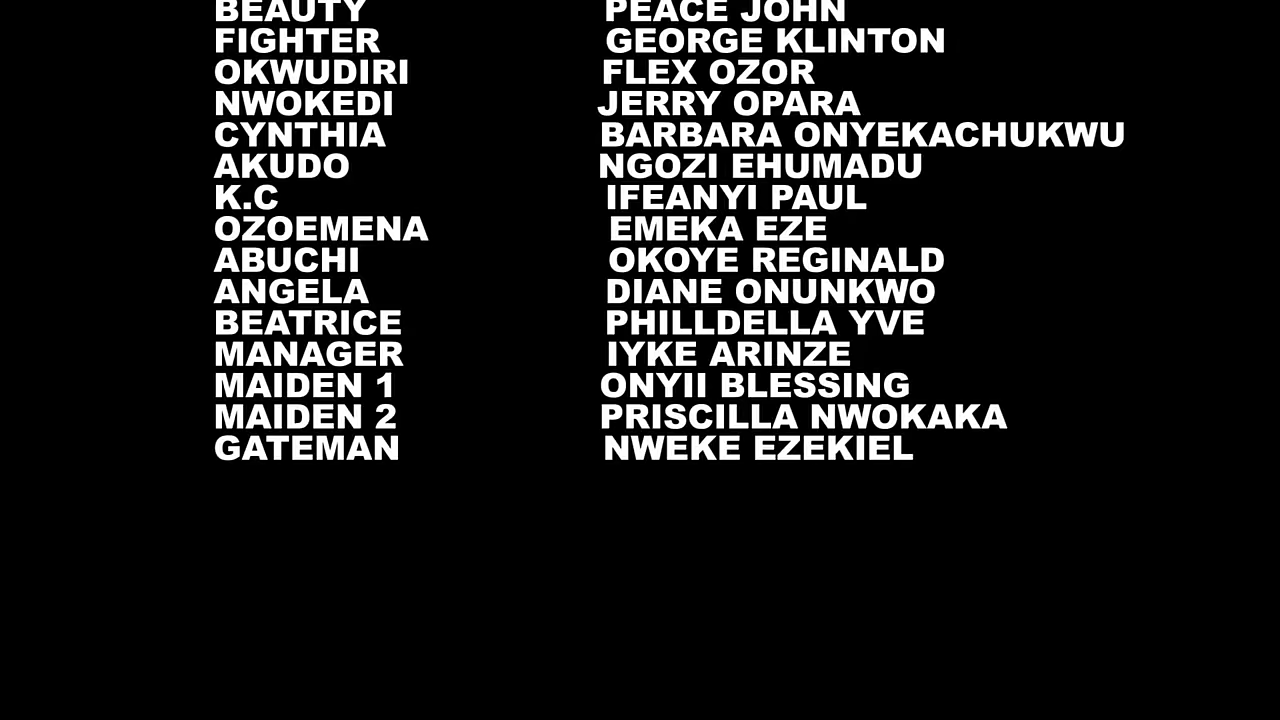 BEAUTY PEACE JOHN
FIGHTER GEORGE KLINTON
OKWUDIRI FLEX OZOR
NWOKEDI JERRY OPARA
CYNTHIA BARBARA ONYEKACHUKWU
AKUDO NGOZI EHUMADU
K.C IFEANYI PAUL
OZOEMENA EMEKA EZE
ABUCHI OKOYE REGINALD
ANGELA DIANE ONUNKWO
BEATRICE PHILLDELLA YVE
MANAGER IYKE ARINZE
MAIDEN 1 ONYII BLESSING
MAIDEN 2 PRISCILLA NWOKAKA
GATEMAN NWEKE EZEKIEL